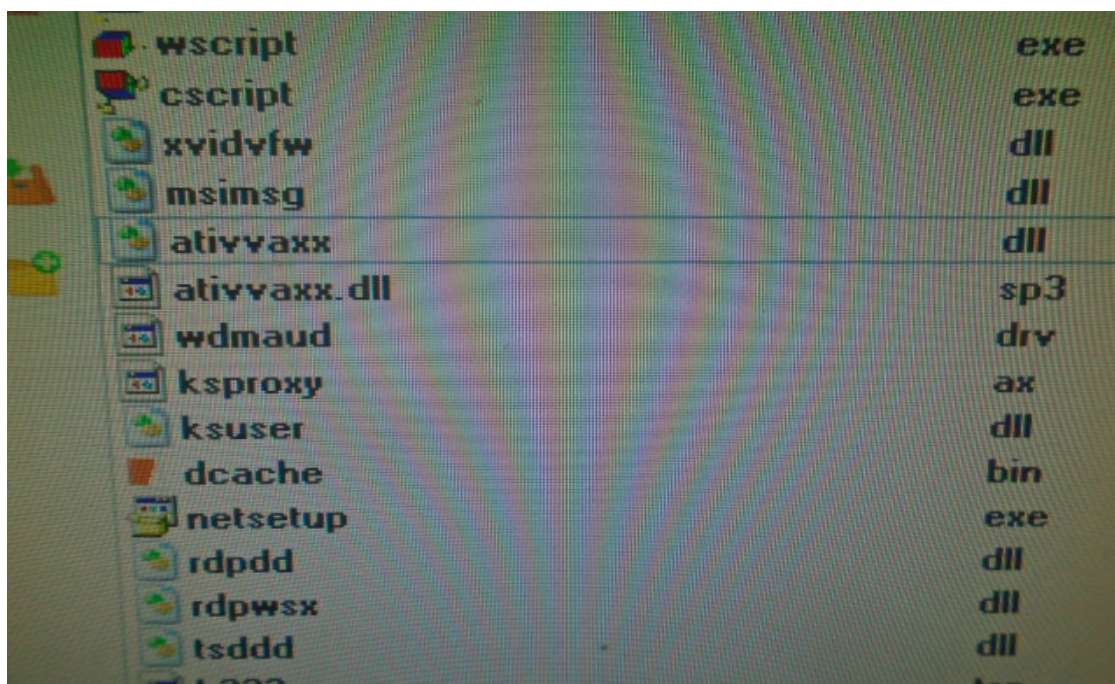 wscript exe
cscript exe
xvidvfw dll
msimsg dll
ativvaxx dll
ativvaxx.dll sp3
wdmaud drv
ksproxy ax
ksuser dll
dcache bin
netsetup exe
rdpdd dll
rdpwsx dll
tsddd dll